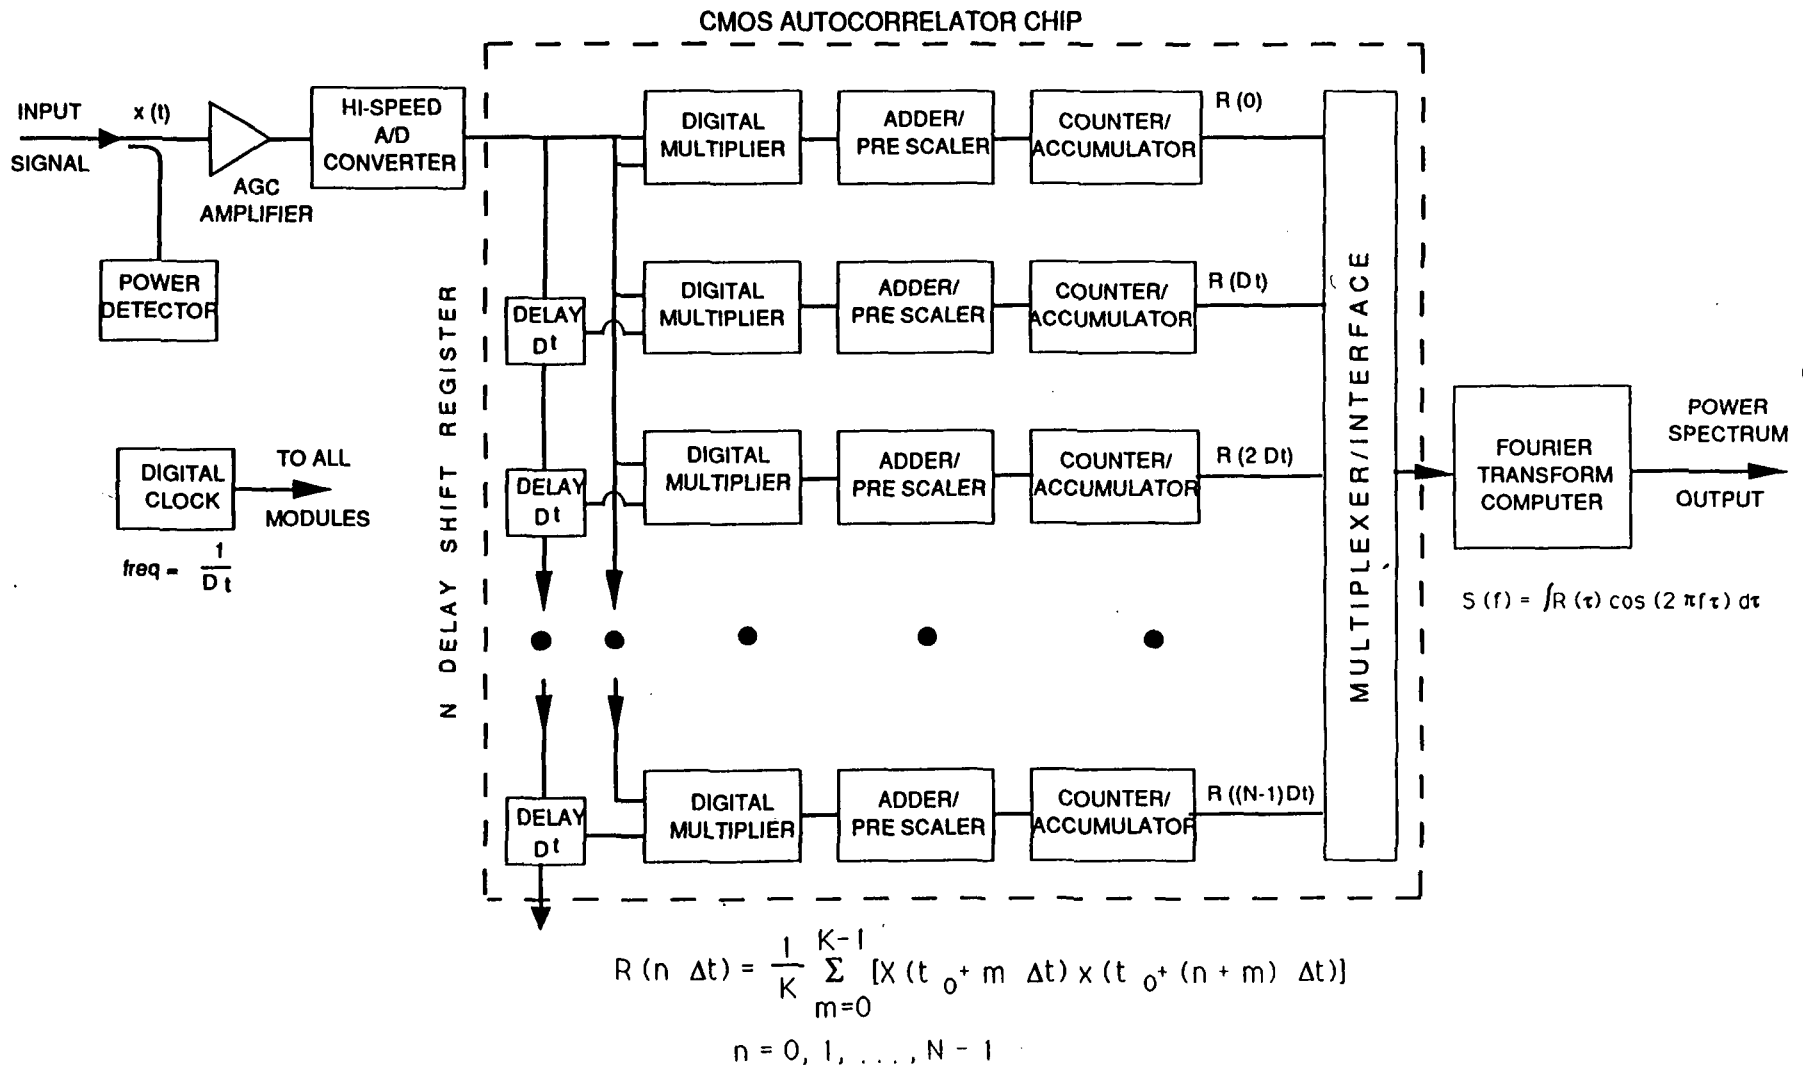 CMOS AUTOCORRELATOR CHIP
INPUT
SIGNAL
x (t)
AGC
AMPLIFIER
HI-SPEED
A/D
CONVERTER
POWER
DETECTOR
DIGITAL
CLOCK
TO ALL
MODULES
freq = 1/D t
N DELAY SHIFT REGISTER
DIGITAL
MULTIPLIER
ADDER/
PRE SCALER
COUNTER/
ACCUMULATOR
R (0)
DELAY
Dt
DIGITAL
MULTIPLIER
ADDER/
PRE SCALER
COUNTER/
ACCUMULATOR
R (Dt)
DELAY
Dt
DIGITAL
MULTIPLIER
ADDER/
PRE SCALER
COUNTER/
ACCUMULATOR
R (2 Dt)
DELAY
Dt
DIGITAL
MULTIPLIER
ADDER/
PRE SCALER
COUNTER/
ACCUMULATOR
R ((N-1)Dt)
MULTIPLEXER/INTERFACE
FOURIER
TRANSFORM
COMPUTER
POWER
SPECTRUM
OUTPUT
S (f) = ∫R (τ) cos (2 πfτ) dτ
R (n Δt) = 1/K Σ_{m=0}^{K-1} [X (t_0 + m Δt) x (t_0 + (n + m) Δt)]
n = 0, 1, . . . , N - 1